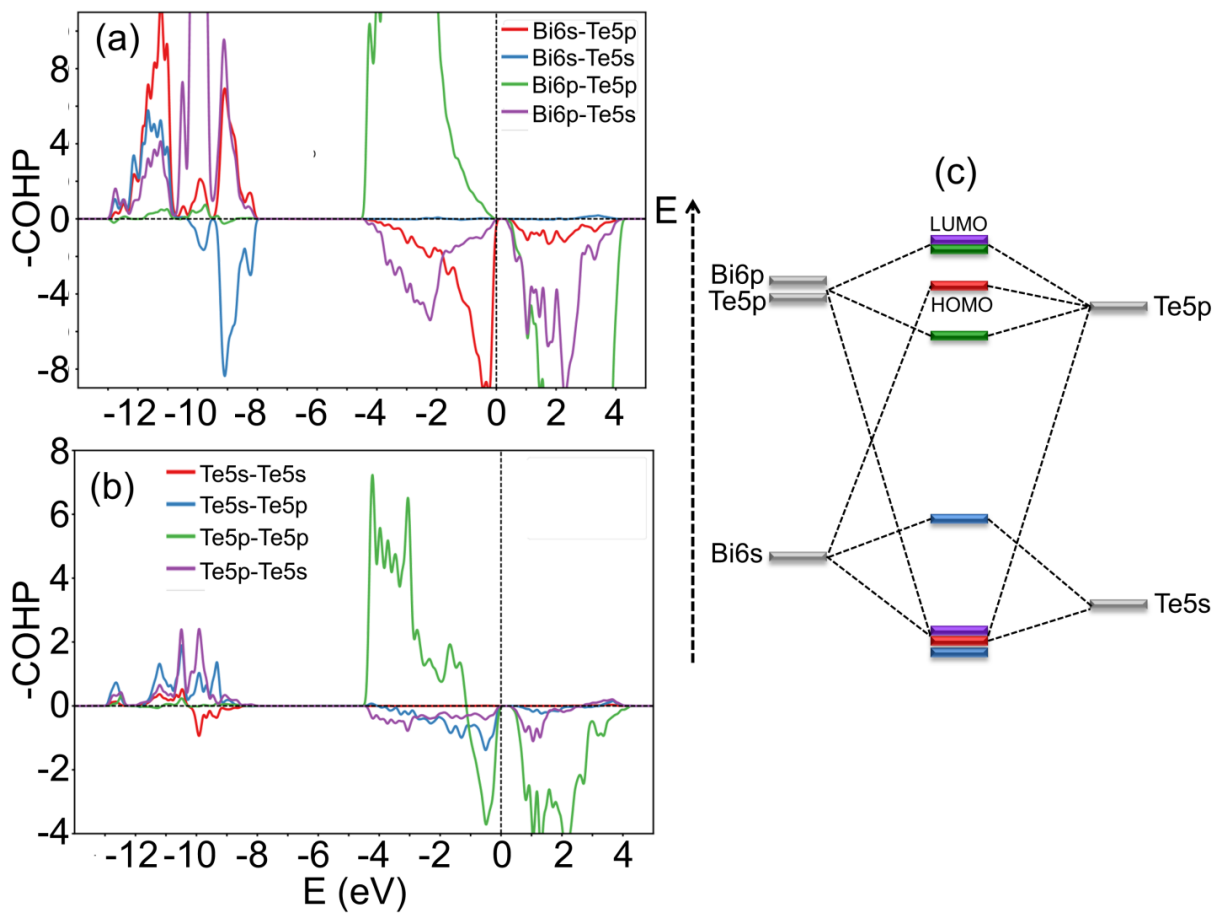 (a)
Bi6s-Te5p
Bi6s-Te5s
Bi6p-Te5p
Bi6p-Te5s
8
4
0
-4
-8
-COHP
-12 -10 -8 -6 -4 -2 0 2 4
(b)
Te5s-Te5s
Te5s-Te5p
Te5p-Te5p
Te5p-Te5s
8
6
4
2
0
-2
-4
-COHP
-12 -10 -8 -6 -4 -2 0 2 4
E (eV)
(c)
E
LUMO
Bi6p
Te5p
HOMO
Te5p
Bi6s
Te5s